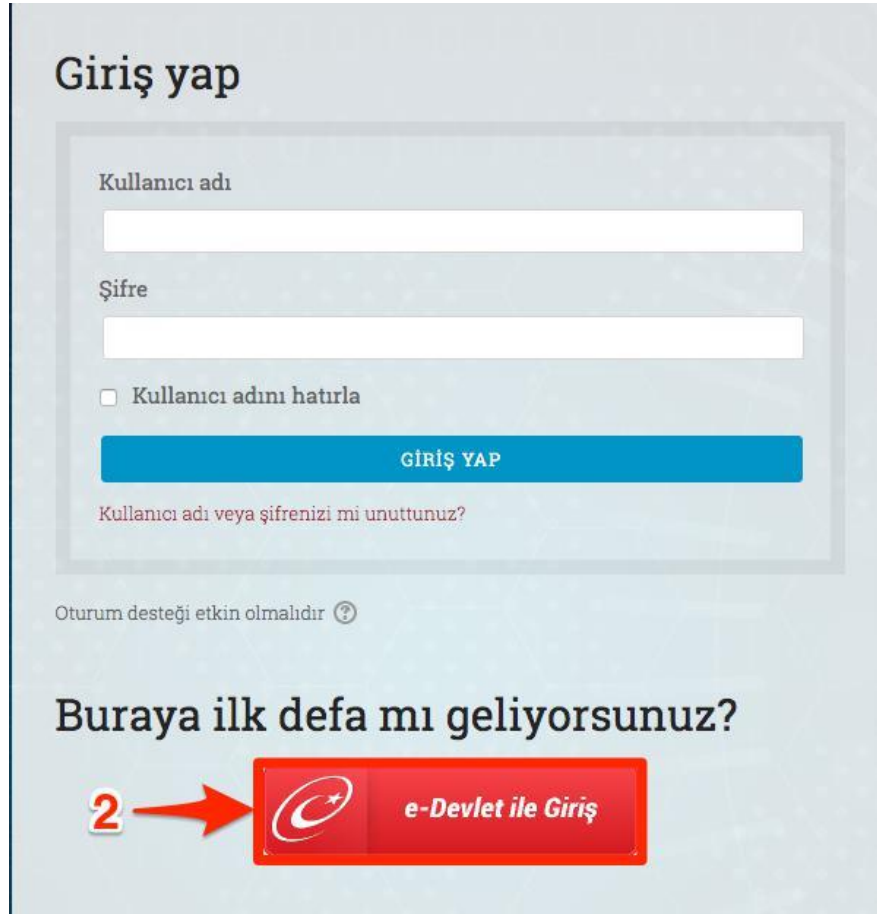 Giriş yap
Kullanıcı adı
Şifre
Kullanıcı adını hatırla
GİRİŞ YAP
Kullanıcı adı veya şifrenizi mi unuttunuz?
Oturum desteği etkin olmalıdır ?
Buraya ilk defa mı geliyorsunuz?
2 e-Devlet ile Giriş